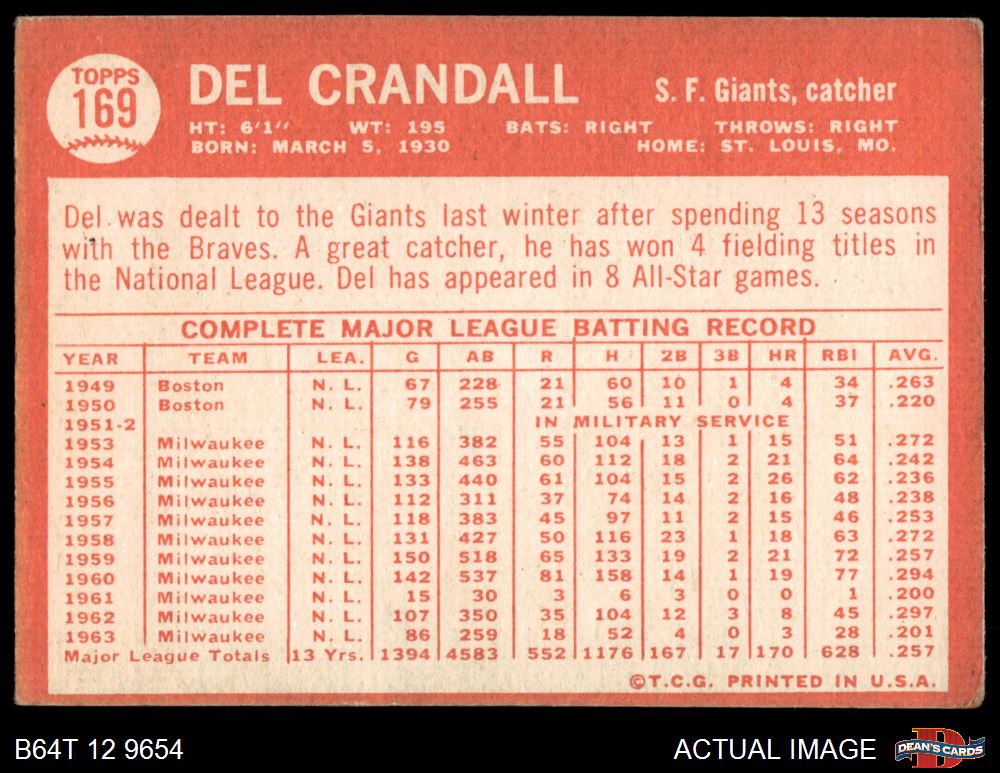 TOPPS
169
DEL CRANDALL
S. F. Giants, catcher
HT: 6'1" WT: 195 BATS: RIGHT THROWS: RIGHT
BORN: MARCH 5, 1930 HOME: ST. LOUIS, MO.
Del was dealt to the Giants last winter after spending 13 seasons
with the Braves. A great catcher, he has won 4 fielding titles in
the National League. Del has appeared in 8 All-Star games.
COMPLETE MAJOR LEAGUE BATTING RECORD
YEAR TEAM LEA. G AB R H 2B 3B HR RBI AVG.
1949 Boston N. L. 67 228 21 60 10 1 4 34 .263
1950 Boston N. L. 79 255 21 56 11 0 4 37 .220
1951-2 IN MILITARY SERVICE
1953 Milwaukee N. L. 116 382 55 104 13 1 15 51 .272
1954 Milwaukee N. L. 138 463 60 112 18 2 21 64 .242
1955 Milwaukee N. L. 133 440 61 104 15 2 26 62 .236
1956 Milwaukee N. L. 112 311 37 74 14 2 16 48 .238
1957 Milwaukee N. L. 118 383 45 97 11 2 15 46 .253
1958 Milwaukee N. L. 131 427 50 116 23 1 18 63 .272
1959 Milwaukee N. L. 150 518 65 133 19 2 21 72 .257
1960 Milwaukee N. L. 142 537 81 158 14 1 19 77 .294
1961 Milwaukee N. L. 15 30 3 6 3 0 0 1 .200
1962 Milwaukee N. L. 107 350 35 104 12 3 8 45 .297
1963 Milwaukee N. L. 86 259 18 52 4 0 3 28 .201
Major League Totals 13 Yrs. 1394 4583 552 1176 167 17 170 628 .257
©T.C.G. PRINTED IN U.S.A.
B64T 12 9654
ACTUAL IMAGE
D
DEAN'S CARDS